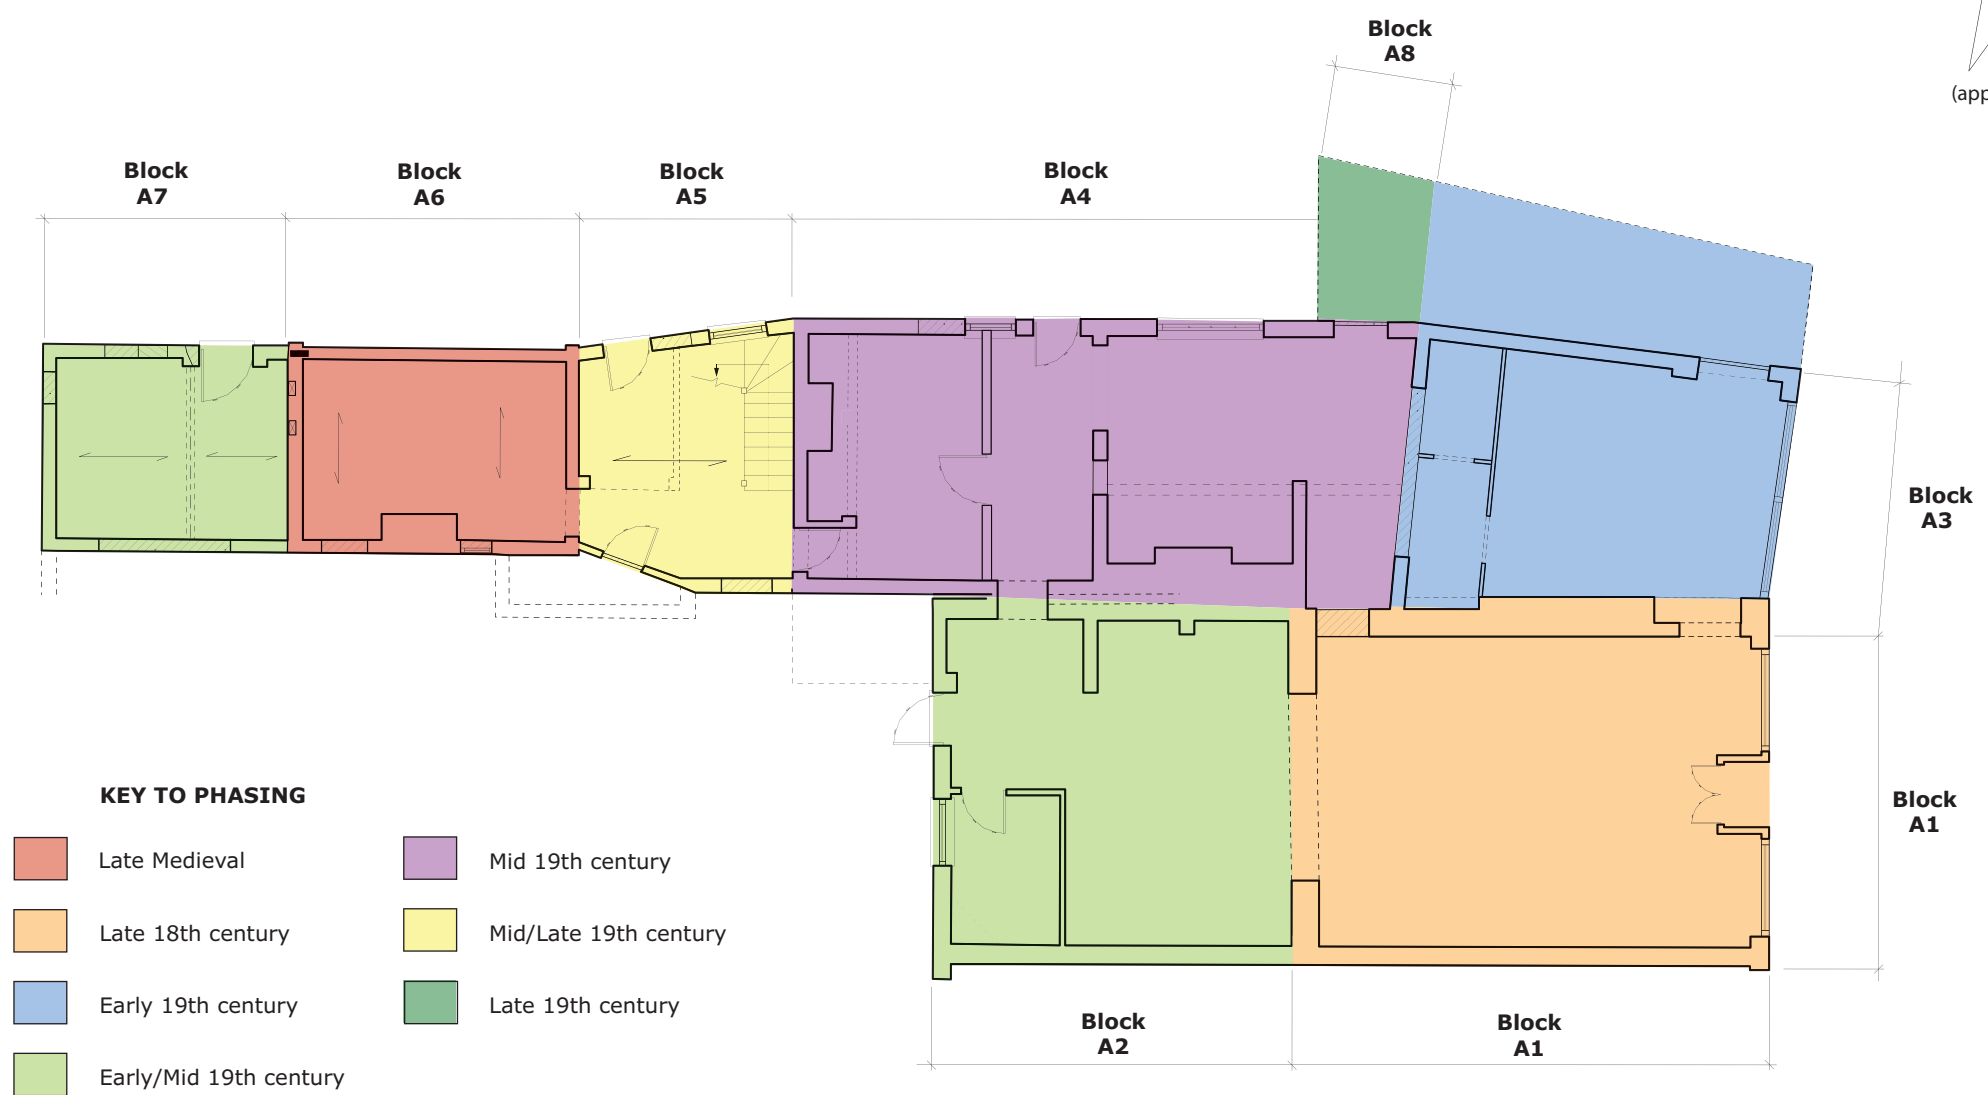 Block
A8
(app
Block
A7
Block
A6
Block
A5
Block
A4
Block
A3
Block
A1
KEY TO PHASING
Late Medieval
Late 18th century
Early 19th century
Early/Mid 19th century
Mid 19th century
Mid/Late 19th century
Late 19th century
Block
A2
Block
A1